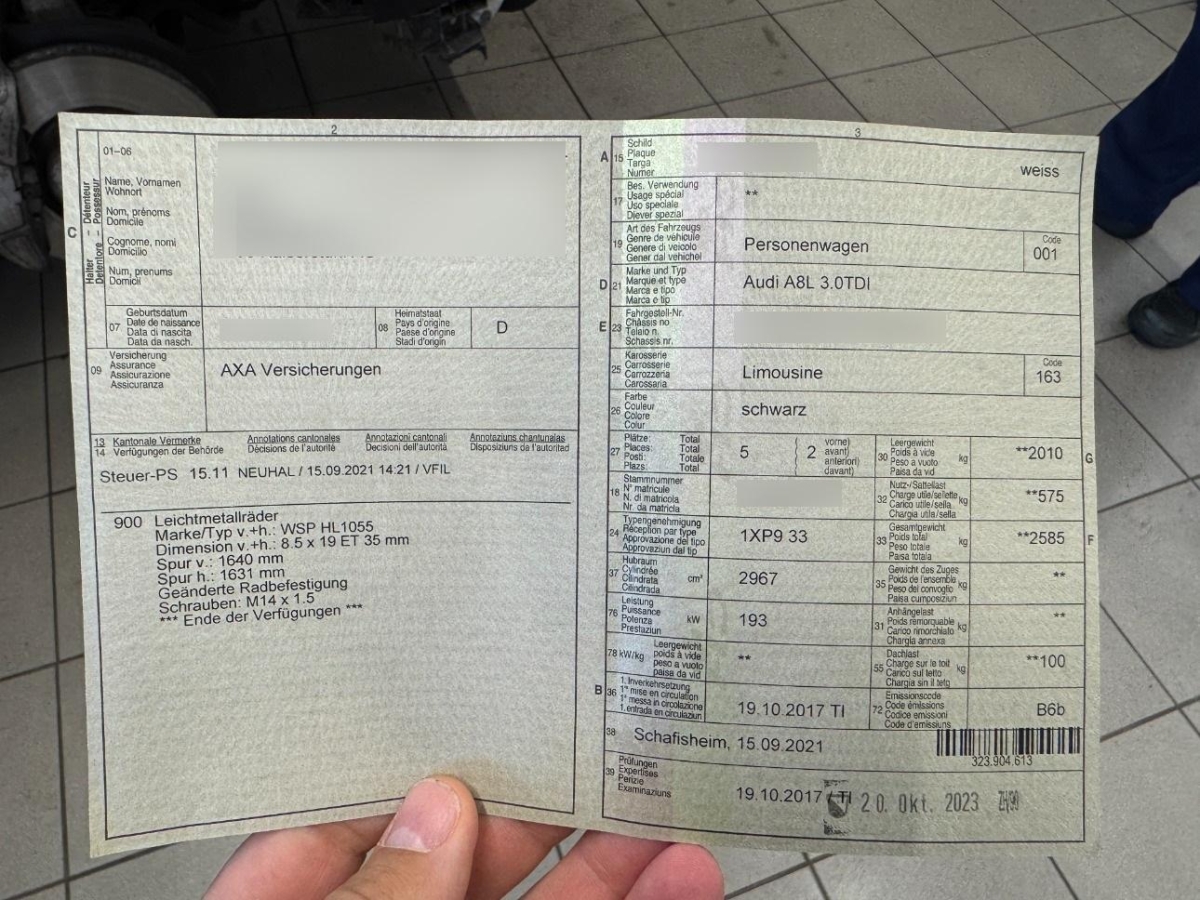 2
01-06
C
Halter – Détenteur
Detentore – Possessur
Name, Vornamen
Wohnort
Nom, prénoms
Domicile
Cognome, nomi
Domicilio
Num, prenums
Domicil
07
Geburtsdatum
Date de naissance
Data di nascita
Data da nasch.
08
Heimatstaat
Pays d'origine
Paese d'origine
Stadi d'origin
D
09
Versicherung
Assurance
Assicurazione
Assicuranza
AXA Versicherungen
13 Kantonale Vermerke Annotations cantonales Annotazioni cantonali Annotaziuns chantunalas
14 Verfügungen der Behörde Décisions de l'autorité Decisioni dell'autorità Disposiziuns de l'autoritad
Steuer-PS 15.11 NEUHAL / 15.09.2021 14:21 / VFIL
900 Leichtmetallräder
Marke/Typ v.+h.: WSP HL1055
Dimension v.+h.: 8.5 x 19 ET 35 mm
Spur v.: 1640 mm
Spur h.: 1631 mm
Geänderte Radbefestigung
Schrauben: M14 x 1.5
*** Ende der Verfügungen ***
3
A 15
Schild
Plaque
Targa
Numer
weiss
17
Bes. Verwendung
Usage spécial
Uso speciale
Diever spezial
**
19
Art des Fahrzeugs
Genre de véhicule
Genere di veicolo
Gener dal vehichel
Personenwagen
Code
001
D 21
Marke und Typ
Marque et type
Marca e tipo
Marca e tip
Audi A8L 3.0TDI
E 23
Fahrgestell-Nr.
Châssis no
Telaio n.
Schassis nr.
25
Karosserie
Carrosserie
Carrozzeria
Carossaria
Limousine
Code
163
26
Farbe
Couleur
Colore
Colur
schwarz
27
Plätze: Total
Places: Total
Posti: Totale
Plazs: Total
5
2
vorne)
avant)
anteriori)
davant)
30
Leergewicht
Poids à vide
Peso a vuoto
Paisa da vid
kg
**2010
G
18
Stammnummer
N° matricule
N. di matricola
Nr. da matricla
32
Nutz-/Sattellast
Charge utile/sellette
Carico utile/sella
Chargia utila/sella
kg
**575
24
Typengenehmigung
Réception par type
Approvazione del tipo
Approvaziun dal tip
1XP9 33
33
Gesamtgewicht
Poids total
Peso totale
Paisa totala
kg
**2585
F
37
Hubraum
Cylindrée
Cilindrata
Cilindrada
cm³
2967
35
Gewicht des Zuges
Poids de l'ensemble
Peso del convoglio
Paisa cumposiziun
kg
**
76
Leistung
Puissance
Potenza
Prestaziun
kW
193
31
Anhängelast
Poids remorquable
Carico rimorchiato
Chargia annexa
kg
**
78 kW/kg
Leergewicht
poids à vide
peso a vuoto
paisa da vid
**
55
Dachlast
Charge sur le toit
Carico sul tetto
Chargia sin il tetg
kg
**100
B 36
1. Inverkehrsetzung
1re mise en circulation
1a messa in circolazione
1. entrada en circulaziun
19.10.2017 TI
72
Emissionscode
Code émissions
Codice emissioni
Code d'emissiuns
B6b
38
Schafisheim, 15.09.2021
323.904.613
39
Prüfungen
Expertises
Perizie
Examinaziuns
19.10.2017 / TI
20. Okt. 2023